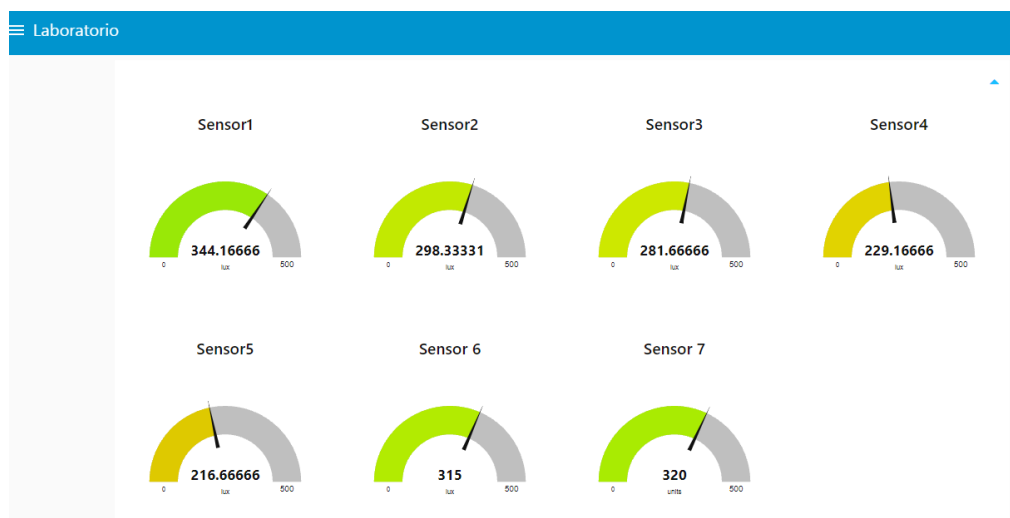 Laboratorio
Sensor1
344.16666
lux
0
500
Sensor2
298.33331
lux
0
500
Sensor3
281.66666
lux
0
500
Sensor4
229.16666
lux
0
500
Sensor5
216.66666
lux
0
500
Sensor 6
315
lux
0
500
Sensor 7
320
units
0
500